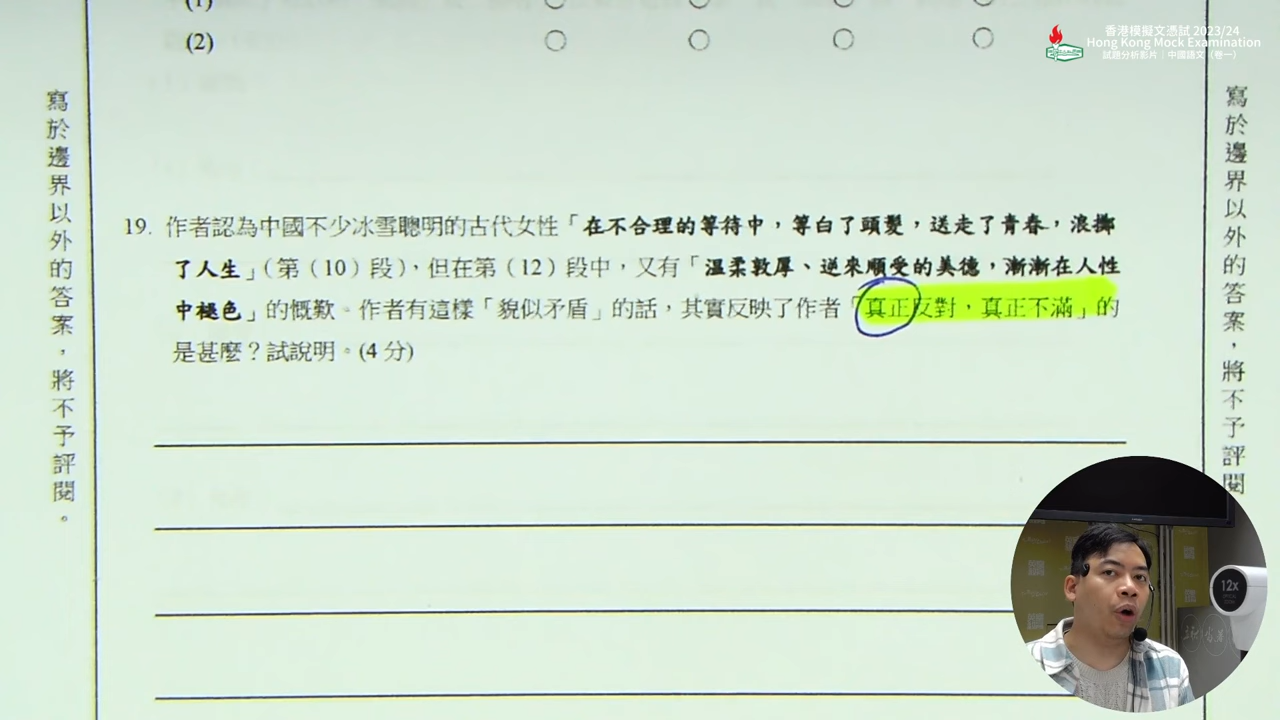 (1)
(2)
香港模擬文憑試 2023/24
Hong Kong Mock Examination
試題分析影片｜中國語文（卷一）
寫於邊界以外的答案，將不予評閱。
19. 作者認為中國不少冰雪聰明的古代女性「在不合理的等待中，等白了頭髮，送走了青春，浪擲
了人生」(第（10）段)，但在第（12）段中，又有「溫柔敦厚、逆來順受的美德，漸漸在人性
中褪色」的慨歎。作者有這樣「貌似矛盾」的話，其實反映了作者「真正反對，真正不滿」的
是甚麼？試說明。(4 分)
寫於邊界以外的答案，將不予評閱
12x